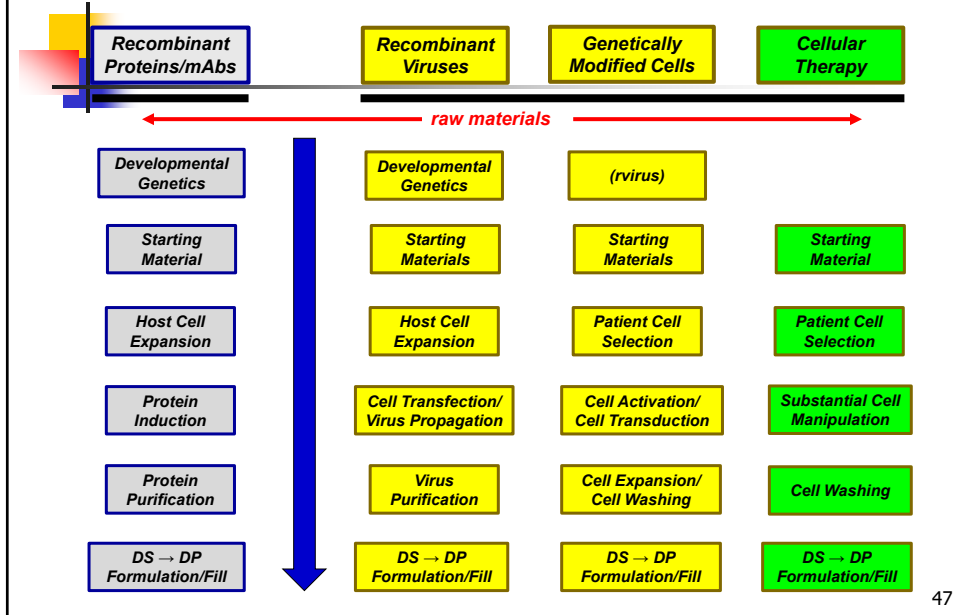 Recombinant
Proteins/mAbs
Recombinant
Viruses
Genetically
Modified Cells
Cellular
Therapy
raw materials
Developmental
Genetics
Developmental
Genetics
(rvirus)
Starting
Material
Starting
Materials
Starting
Materials
Starting
Material
Host Cell
Expansion
Host Cell
Expansion
Patient Cell
Selection
Patient Cell
Selection
Protein
Induction
Cell Transfection/
Virus Propagation
Cell Activation/
Cell Transduction
Substantial Cell
Manipulation
Protein
Purification
Virus
Purification
Cell Expansion/
Cell Washing
Cell Washing
DS → DP
Formulation/Fill
DS → DP
Formulation/Fill
DS → DP
Formulation/Fill
DS → DP
Formulation/Fill
47